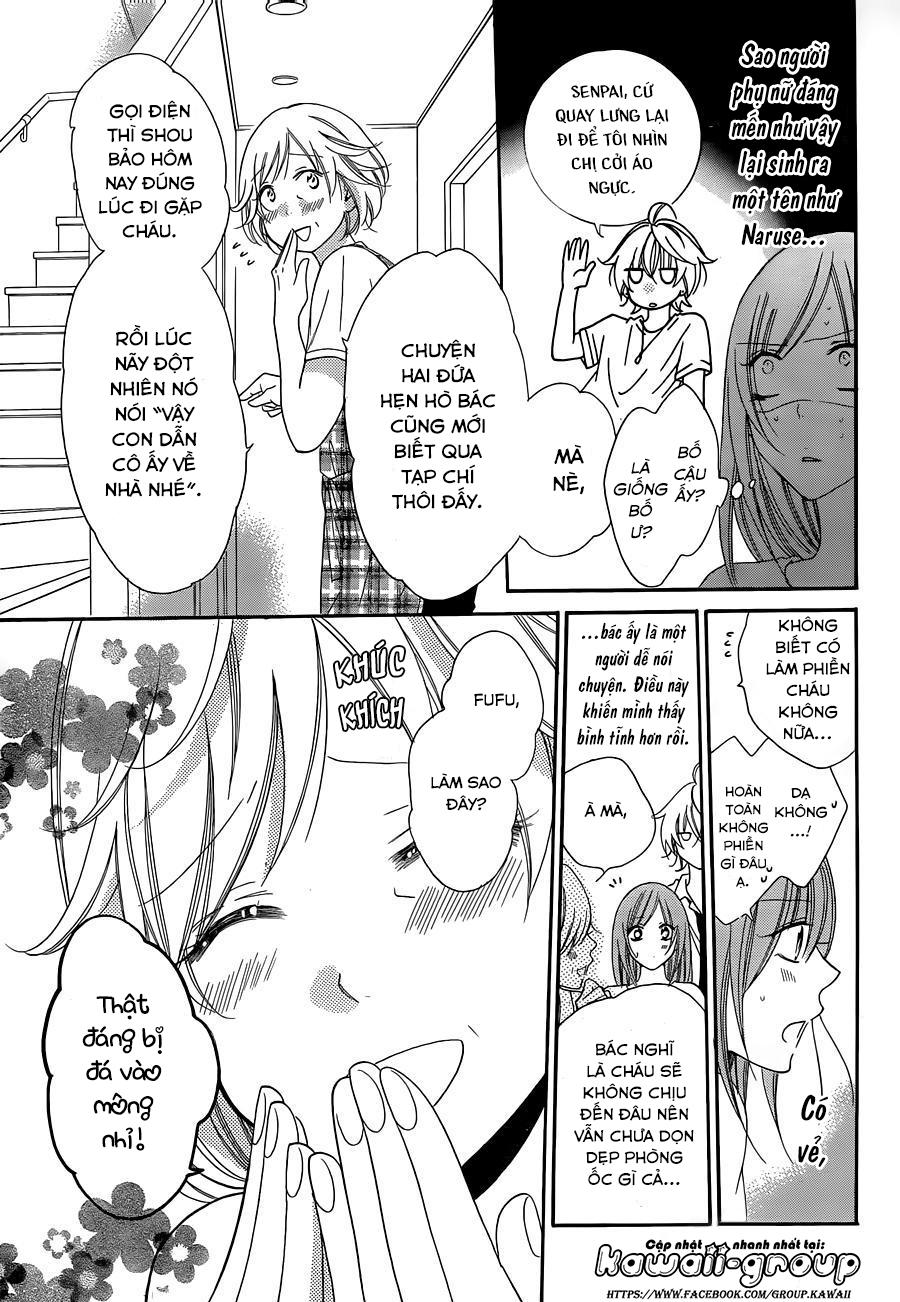 Sao người
phụ nữ đáng
mến như vậy
lại sinh ra
một tên như
Naruse...
SENPAI, CỨ
QUAY LƯNG LẠI
ĐI ĐỂ TÔI NHÌN
CHỊ CỞI ÁO
NGỰC.
BỐ
CẬU
ẤY?
LÀ
GIỐNG
BỐ
Ư?
MÀ
NÈ,
CHUYỆN
HAI ĐỨA
HẸN HÒ BÁC
CŨNG MỚI
BIẾT QUA
TẠP CHÍ
THÔI ĐẤY.
GỌI ĐIỆN
THÌ SHOU
BẢO HÔM
NAY ĐÚNG
LÚC ĐI GẶP
CHÁU.
RỒI LÚC
NÃY ĐỘT
NHIÊN NÓ
NÓI “VẬY
CON DẪN
CÔ ẤY VỀ
NHÀ NHÉ”.
KHÔNG
BIẾT CÓ
LÀM PHIỀN
CHÁU
KHÔNG
NỮA...
DẠ
KHÔNG
...!
HOÀN
TOÀN
KHÔNG
PHIỀN
GÌ ĐÂU
Ạ.
Có
vẻ,
...bác ấy là một
người dễ nói
chuyện. Điều này
khiến mình thấy
bình tĩnh hơn rồi.
À MÀ,
BÁC NGHĨ
LÀ CHÁU SẼ
KHÔNG CHỊU
ĐẾN ĐÂU NÊN
VẪN CHƯA DỌN
DẸP PHÒNG
ỐC GÌ CẢ...
FUFU,
LÀM SAO
ĐÂY?
KHÚC
KHÍCH
Thật
đáng bị
đá vào
mông
nhỉ!
Cập nhật nhanh nhất tại:
kawaii-group
HTTPS://WWW.FACEBOOK.COM/GROUP.KAWAII